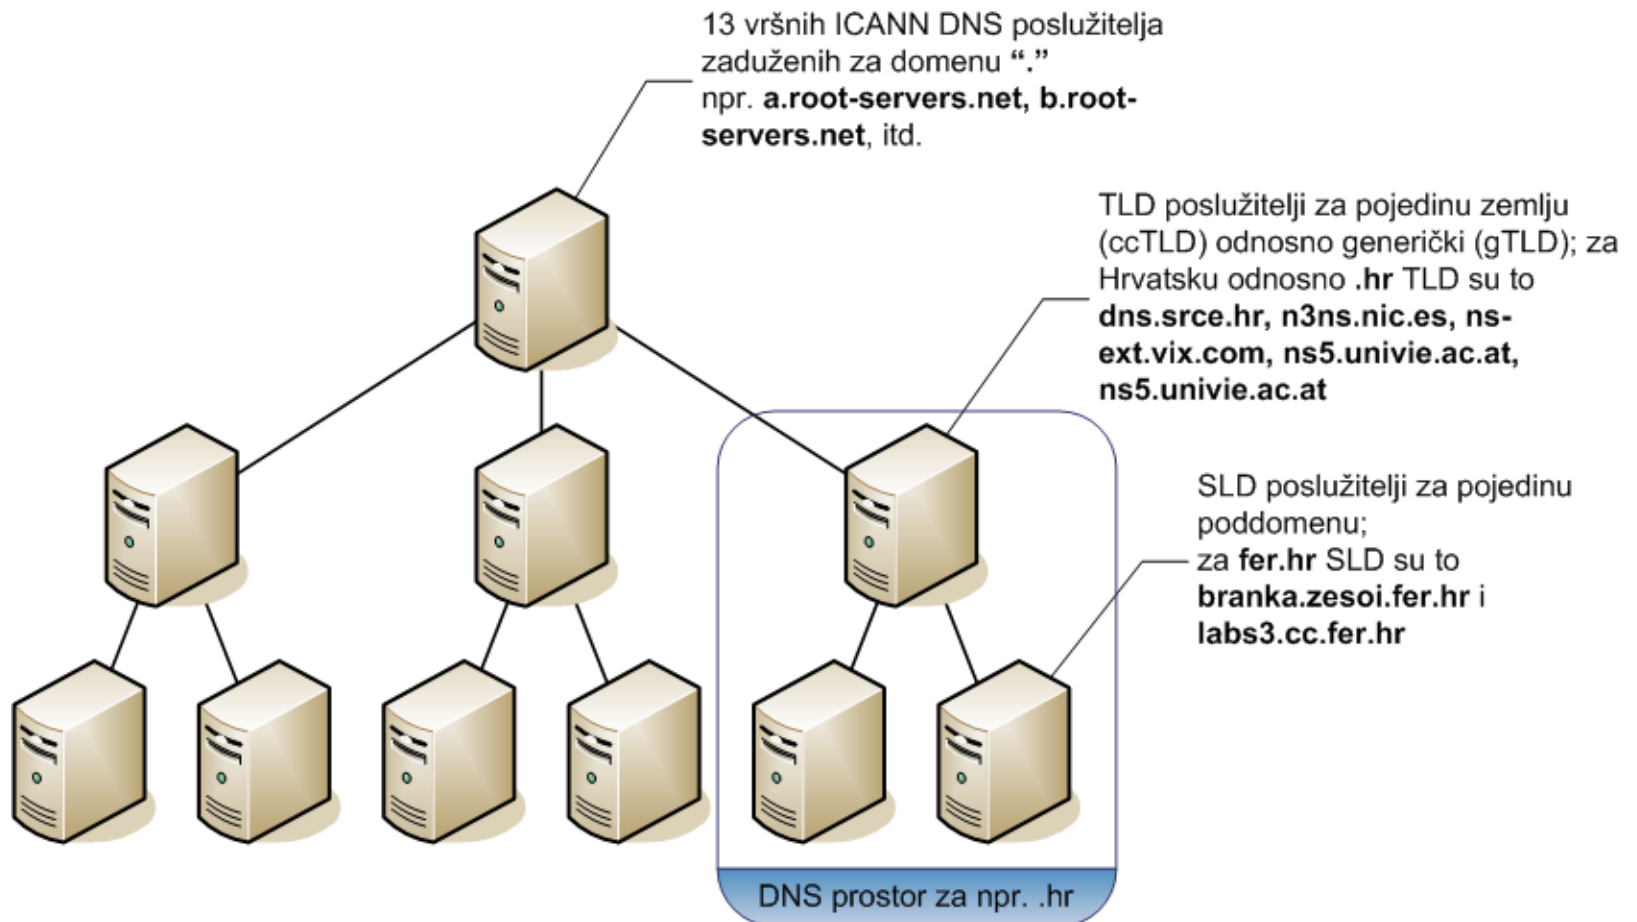 13 vršnih ICANN DNS poslužitelja
zaduženih za domenu “.”
npr. a.root-servers.net, b.root-
servers.net, itd.
TLD poslužitelji za pojedinu zemlju
(ccTLD) odnosno generički (gTLD); za
Hrvatsku odnosno .hr TLD su to
dns.srce.hr, n3ns.nic.es, ns-
ext.vix.com, ns5.univie.ac.at,
ns5.univie.ac.at
SLD poslužitelji za pojedinu
poddomenu;
za fer.hr SLD su to
branka.zesoi.fer.hr i
labs3.cc.fer.hr
DNS prostor za npr. .hr